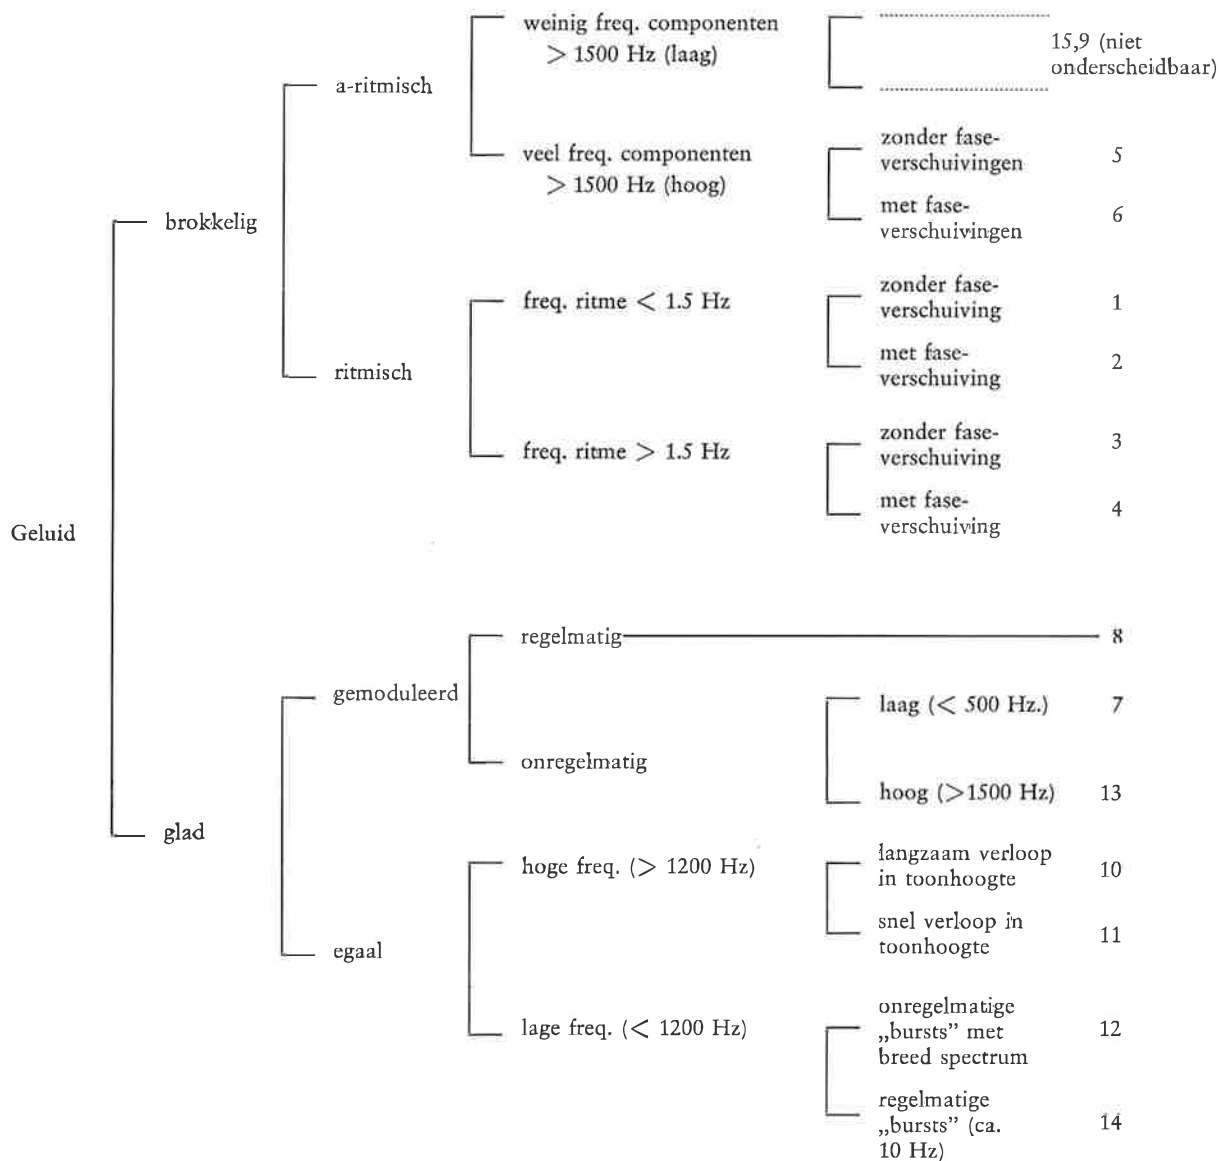 weinig freq. componenten
> 1500 Hz (laag)
15,9 (niet
onderscheidbaar)
a-ritmisch
veel freq. componenten
> 1500 Hz (hoog)
zonder fase-
verschuivingen
5
met fase-
verschuivingen
6
brokkelig
freq. ritme < 1.5 Hz
zonder fase-
verschuiving
1
ritmisch
met fase-
verschuiving
2
freq. ritme > 1.5 Hz
zonder fase-
verschuiving
3
met fase-
verschuiving
4
Geluid
regelmatig
8
gemoduleerd
laag (< 500 Hz.)
7
onregelmatig
hoog (>1500 Hz)
13
glad
hoge freq. (> 1200 Hz)
langzaam verloop
in toonhoogte
10
snel verloop in
toonhoogte
11
egaal
lage freq. (< 1200 Hz)
onregelmatige
„bursts” met
breed spectrum
12
regelmatige
„bursts” (ca.
10 Hz)
14